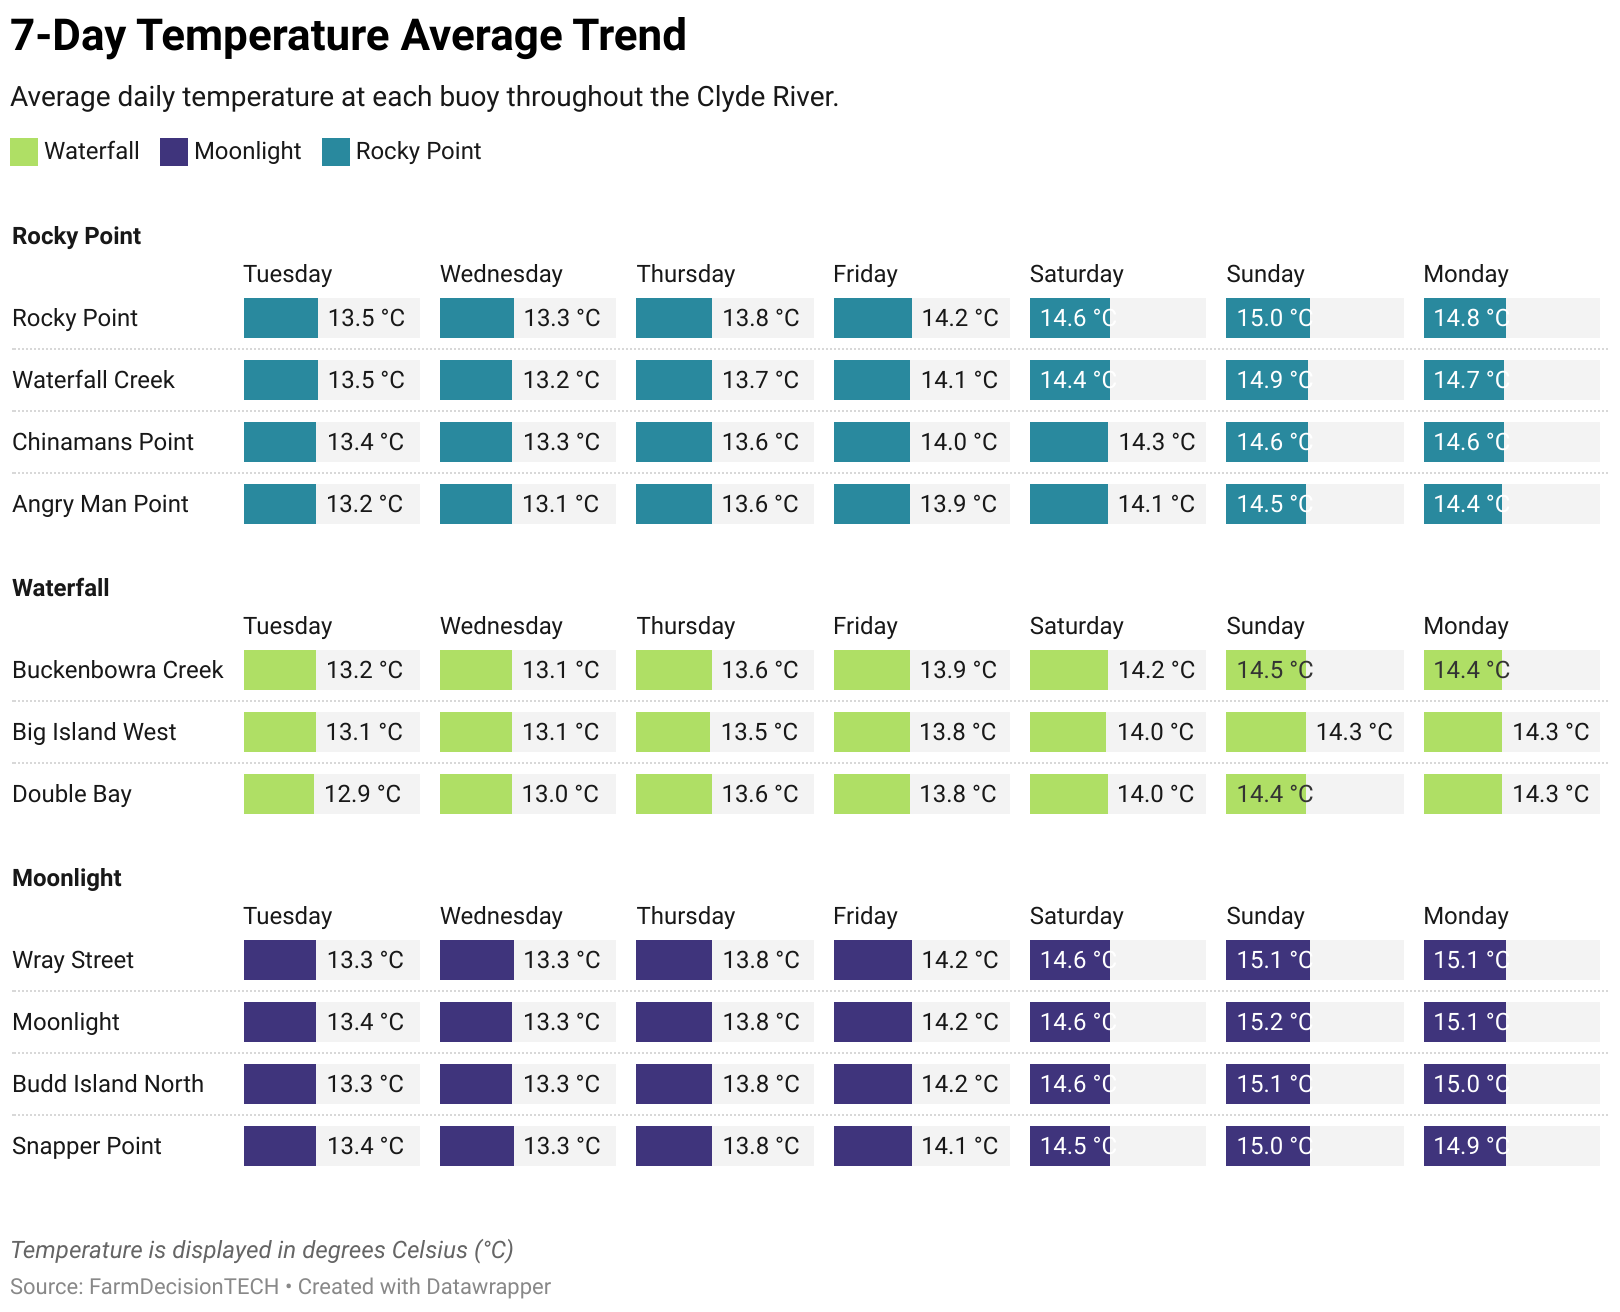 7-Day Temperature Average Trend
Average daily temperature at each buoy throughout the Clyde River.
Waterfall Moonlight Rocky Point
Rocky Point
Tuesday Wednesday Thursday Friday Saturday Sunday Monday
Rocky Point 13.5 °C 13.3 °C 13.8 °C 14.2 °C 14.6 °C 15.0 °C 14.8 °C
Waterfall Creek 13.5 °C 13.2 °C 13.7 °C 14.1 °C 14.4 °C 14.9 °C 14.7 °C
Chinamans Point 13.4 °C 13.3 °C 13.6 °C 14.0 °C 14.3 °C 14.6 °C 14.6 °C
Angry Man Point 13.2 °C 13.1 °C 13.6 °C 13.9 °C 14.1 °C 14.5 °C 14.4 °C
Waterfall
Tuesday Wednesday Thursday Friday Saturday Sunday Monday
Buckenbowra Creek 13.2 °C 13.1 °C 13.6 °C 13.9 °C 14.2 °C 14.5 °C 14.4 °C
Big Island West 13.1 °C 13.1 °C 13.5 °C 13.8 °C 14.0 °C 14.3 °C 14.3 °C
Double Bay 12.9 °C 13.0 °C 13.6 °C 13.8 °C 14.0 °C 14.4 °C 14.3 °C
Moonlight
Tuesday Wednesday Thursday Friday Saturday Sunday Monday
Wray Street 13.3 °C 13.3 °C 13.8 °C 14.2 °C 14.6 °C 15.1 °C 15.1 °C
Moonlight 13.4 °C 13.3 °C 13.8 °C 14.2 °C 14.6 °C 15.2 °C 15.1 °C
Budd Island North 13.3 °C 13.3 °C 13.8 °C 14.2 °C 14.6 °C 15.1 °C 15.0 °C
Snapper Point 13.4 °C 13.3 °C 13.8 °C 14.1 °C 14.5 °C 15.0 °C 14.9 °C
Temperature is displayed in degrees Celsius (°C)
Source: FarmDecisionTECH • Created with Datawrapper